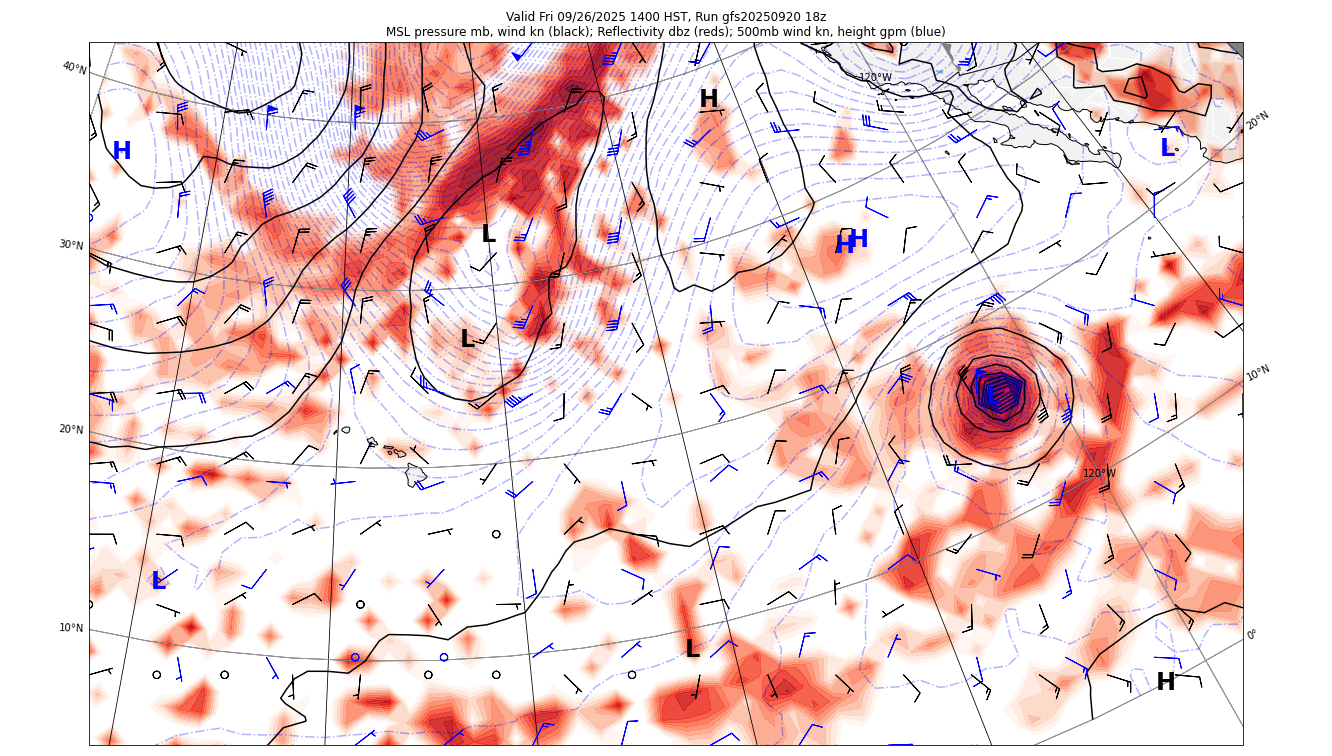 Valid Fri 09/26/2025 1400 HST, Run gfs20250920 18z
MSL pressure mb, wind kn (black); Reflectivity dbz (reds); 500mb wind kn, height gpm (blue)
40°N
120°W
H
20°N
H
L
30°N
L
H H
L
10°N
20°N
120°W
L
10°N
0°
L
H